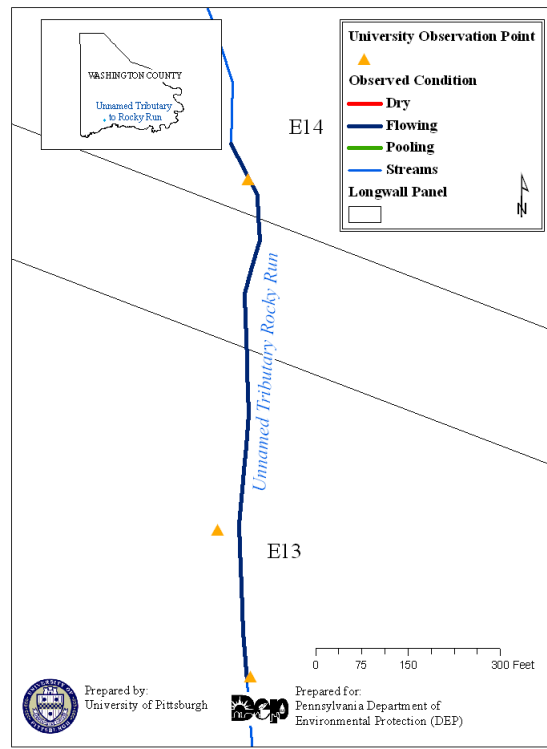 WASHINGTON COUNTY
Unnamed Tributary
to Rocky Run
University Observation Point
Observed Condition
Dry
Flowing
Pooling
Streams
Longwall Panel
N
E14
Unnamed Tributary Rocky Run
E13
0 75 150 300 Feet
Prepared by:
University of Pittsburgh
DEP
Prepared for:
Pennsylvania Department of
Environmental Protection (DEP)